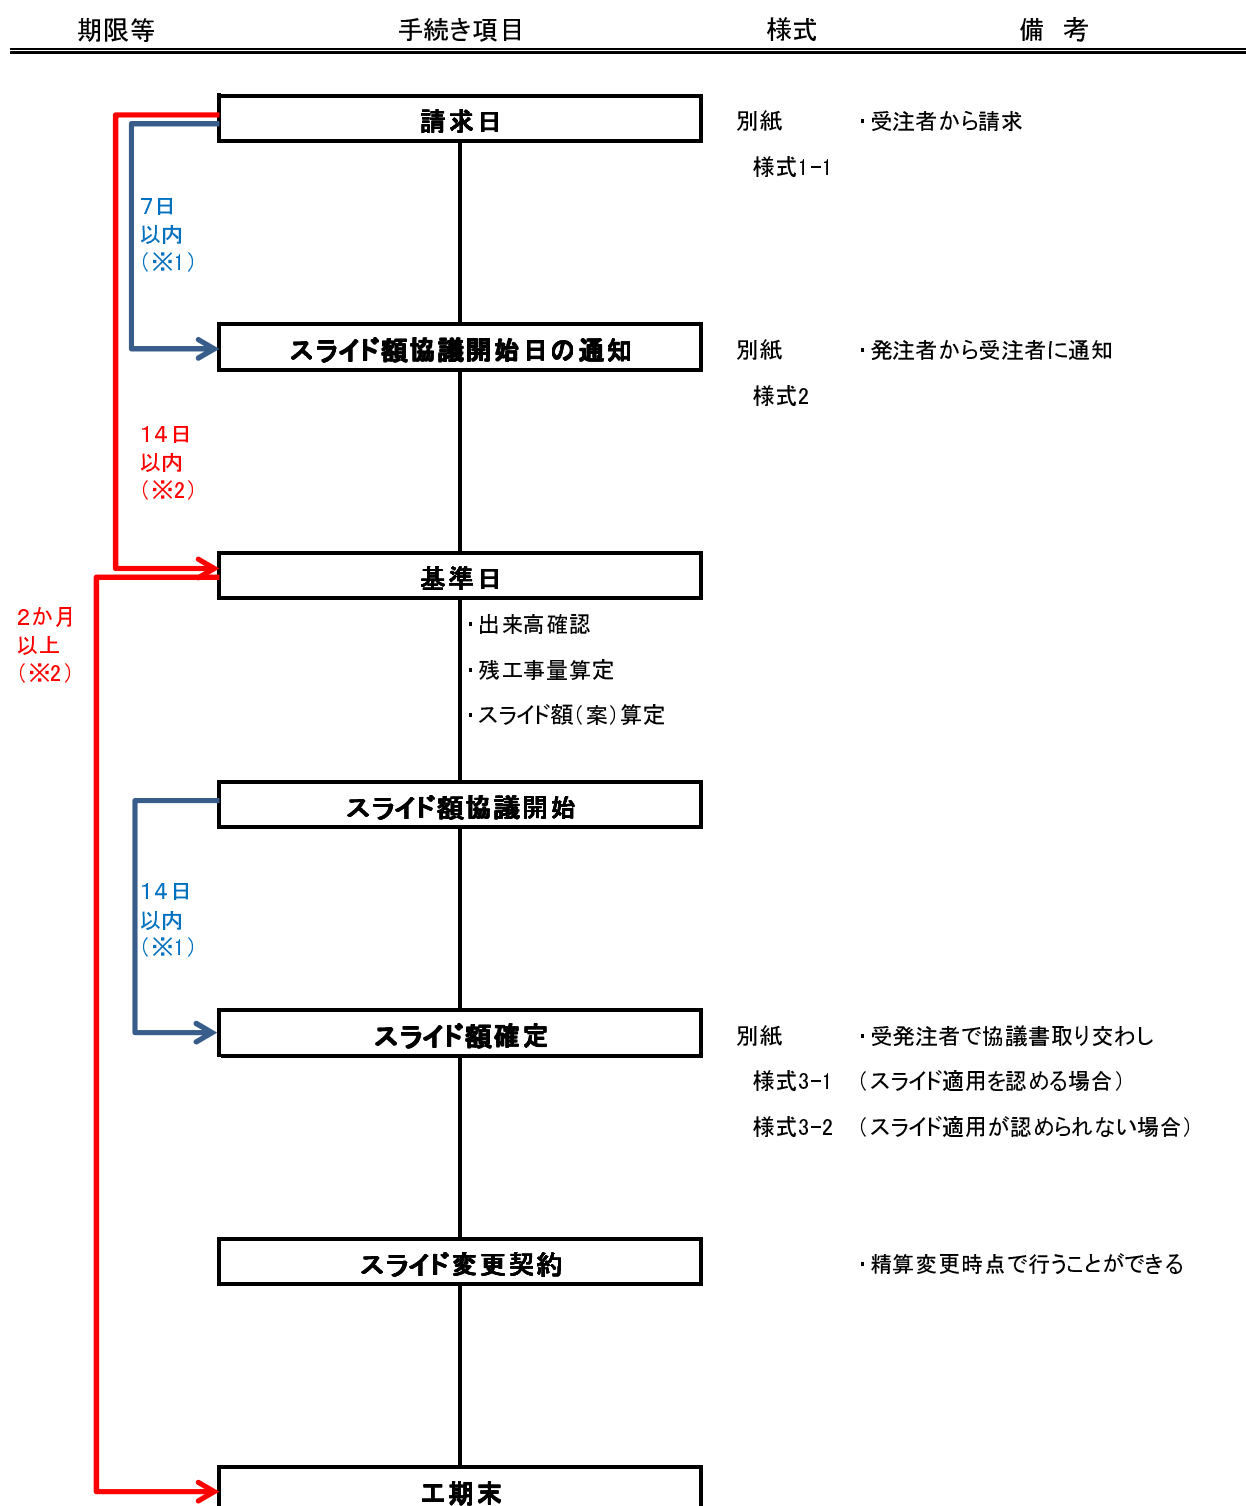 期限等　手続き項目　様式　備　考
請求日　別紙　・受注者から請求
様式1-1
7日
以内
（※1）
スライド額協議開始日の通知　別紙　・発注者から受注者に通知
様式2
14日
以内
（※2）
基準日
2か月
以上
（※2）
・出来高確認
・残工事量算定
・スライド額（案）算定
スライド額協議開始
14日
以内
（※1）
スライド額確定　別紙　・受発注者で協議書取り交わし
様式3-1　（スライド適用を認める場合）
様式3-2　（スライド適用が認められない場合）
スライド変更契約　・精算変更時点で行うことができる
工期末